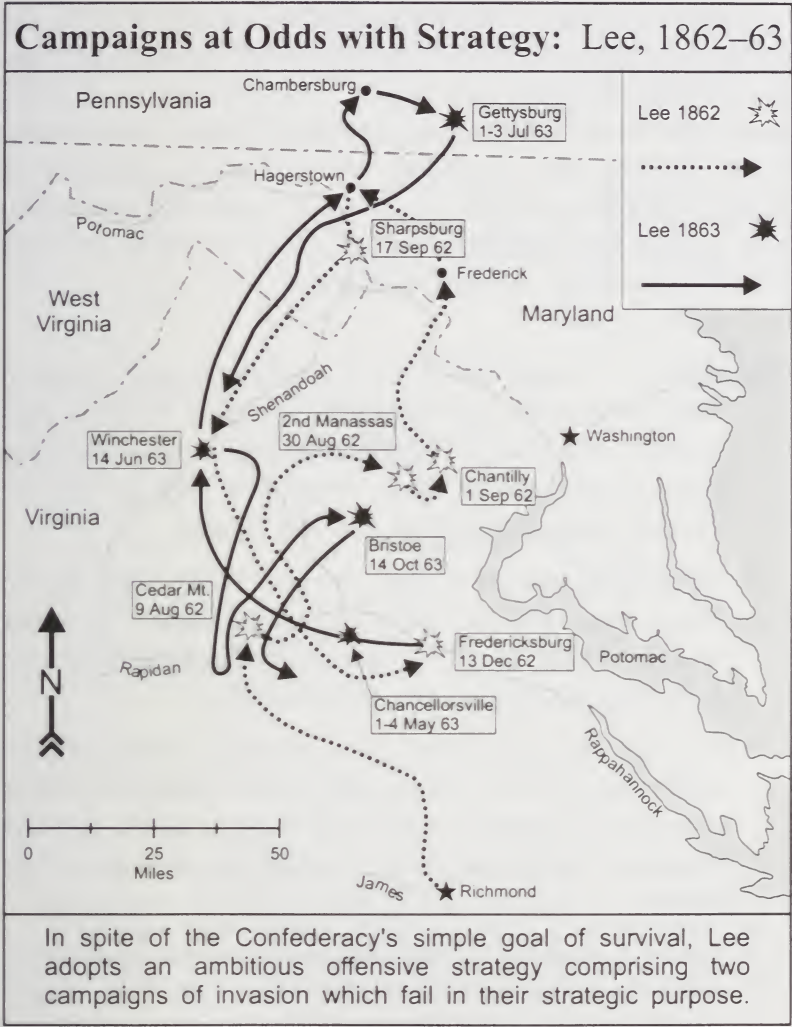 Campaigns at Odds with Strategy: Lee, 1862–63
Chambersburg
Pennsylvania
Gettysburg
1-3 Jul 63
Lee 1862
Lee 1863
Hagerstown
Potomac
Sharpsburg
17 Sep 62
Frederick
West
Virginia
Maryland
Shenandoah
2nd Manassas
30 Aug 62
Winchester
14 Jun 63
Washington
Chantilly
1 Sep 62
Virginia
Bristoe
14 Oct 63
Cedar Mt.
9 Aug 62
Fredericksburg
13 Dec 62
Potomac
Rapidan
N
Chancellorsville
1-4 May 63
Rappahannock
0 25 50
Miles
James
Richmond
In spite of the Confederacy's simple goal of survival, Lee
adopts an ambitious offensive strategy comprising two
campaigns of invasion which fail in their strategic purpose.